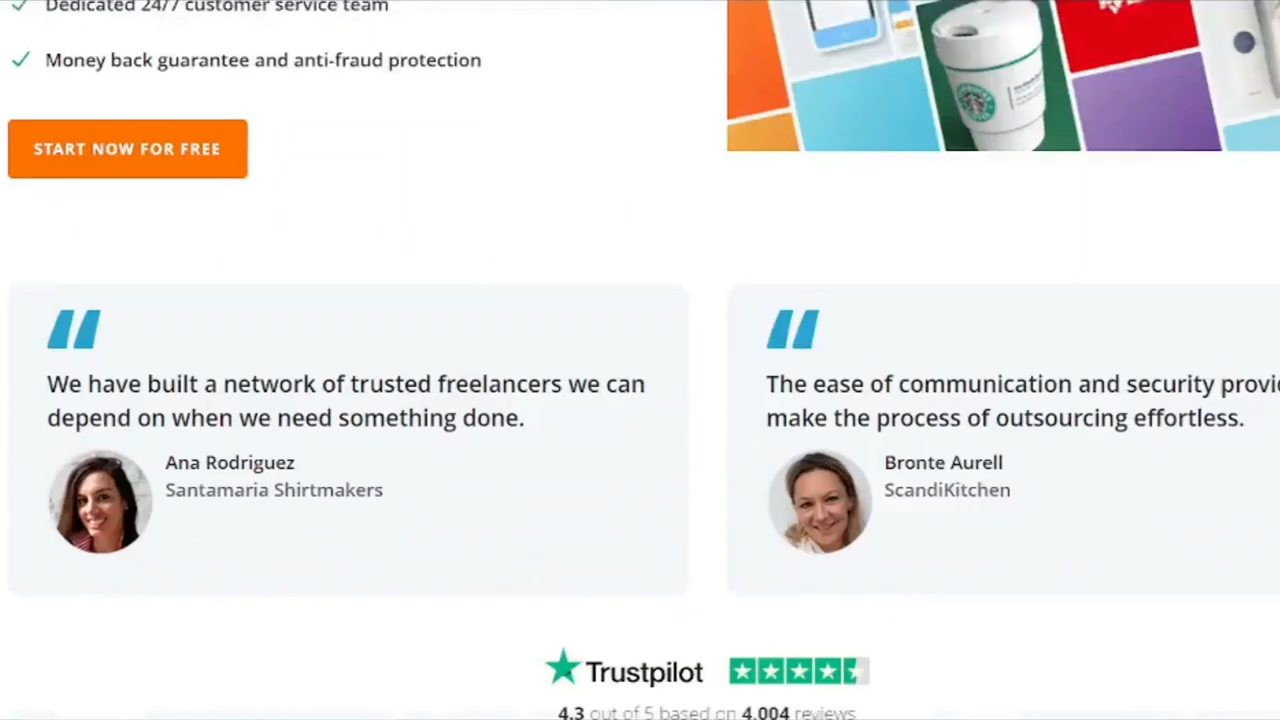 Dedicated 24/7 customer service team
Money back guarantee and anti-fraud protection
START NOW FOR FREE
We have built a network of trusted freelancers we can
depend on when we need something done.
Ana Rodriguez
Santamaria Shirtmakers
The ease of communication and security
make the process of outsourcing effortless.
Bronte Aurell
ScandiKitchen
Trustpilot
4.3 out of 5 based on 4,004 reviews